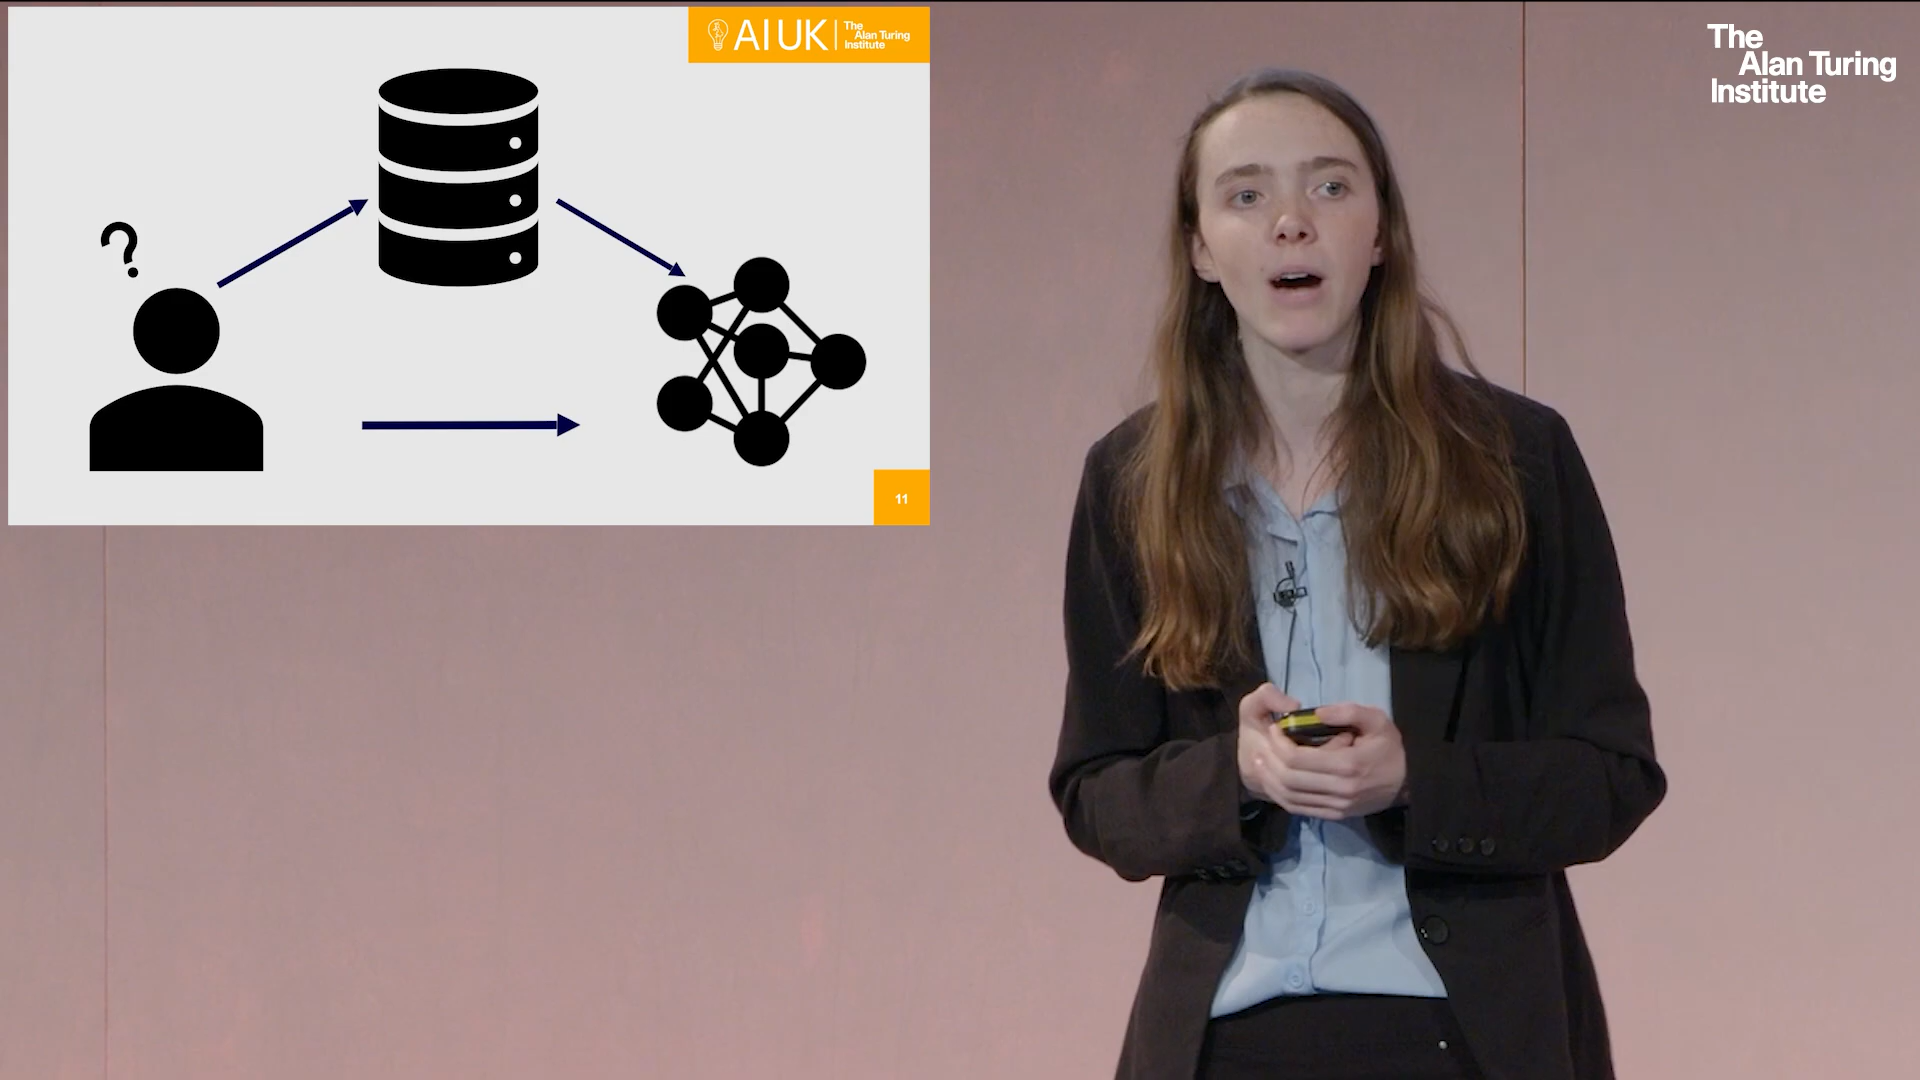 AI UK
The
Alan Turing
Institute
?
11
The
Alan Turing
Institute